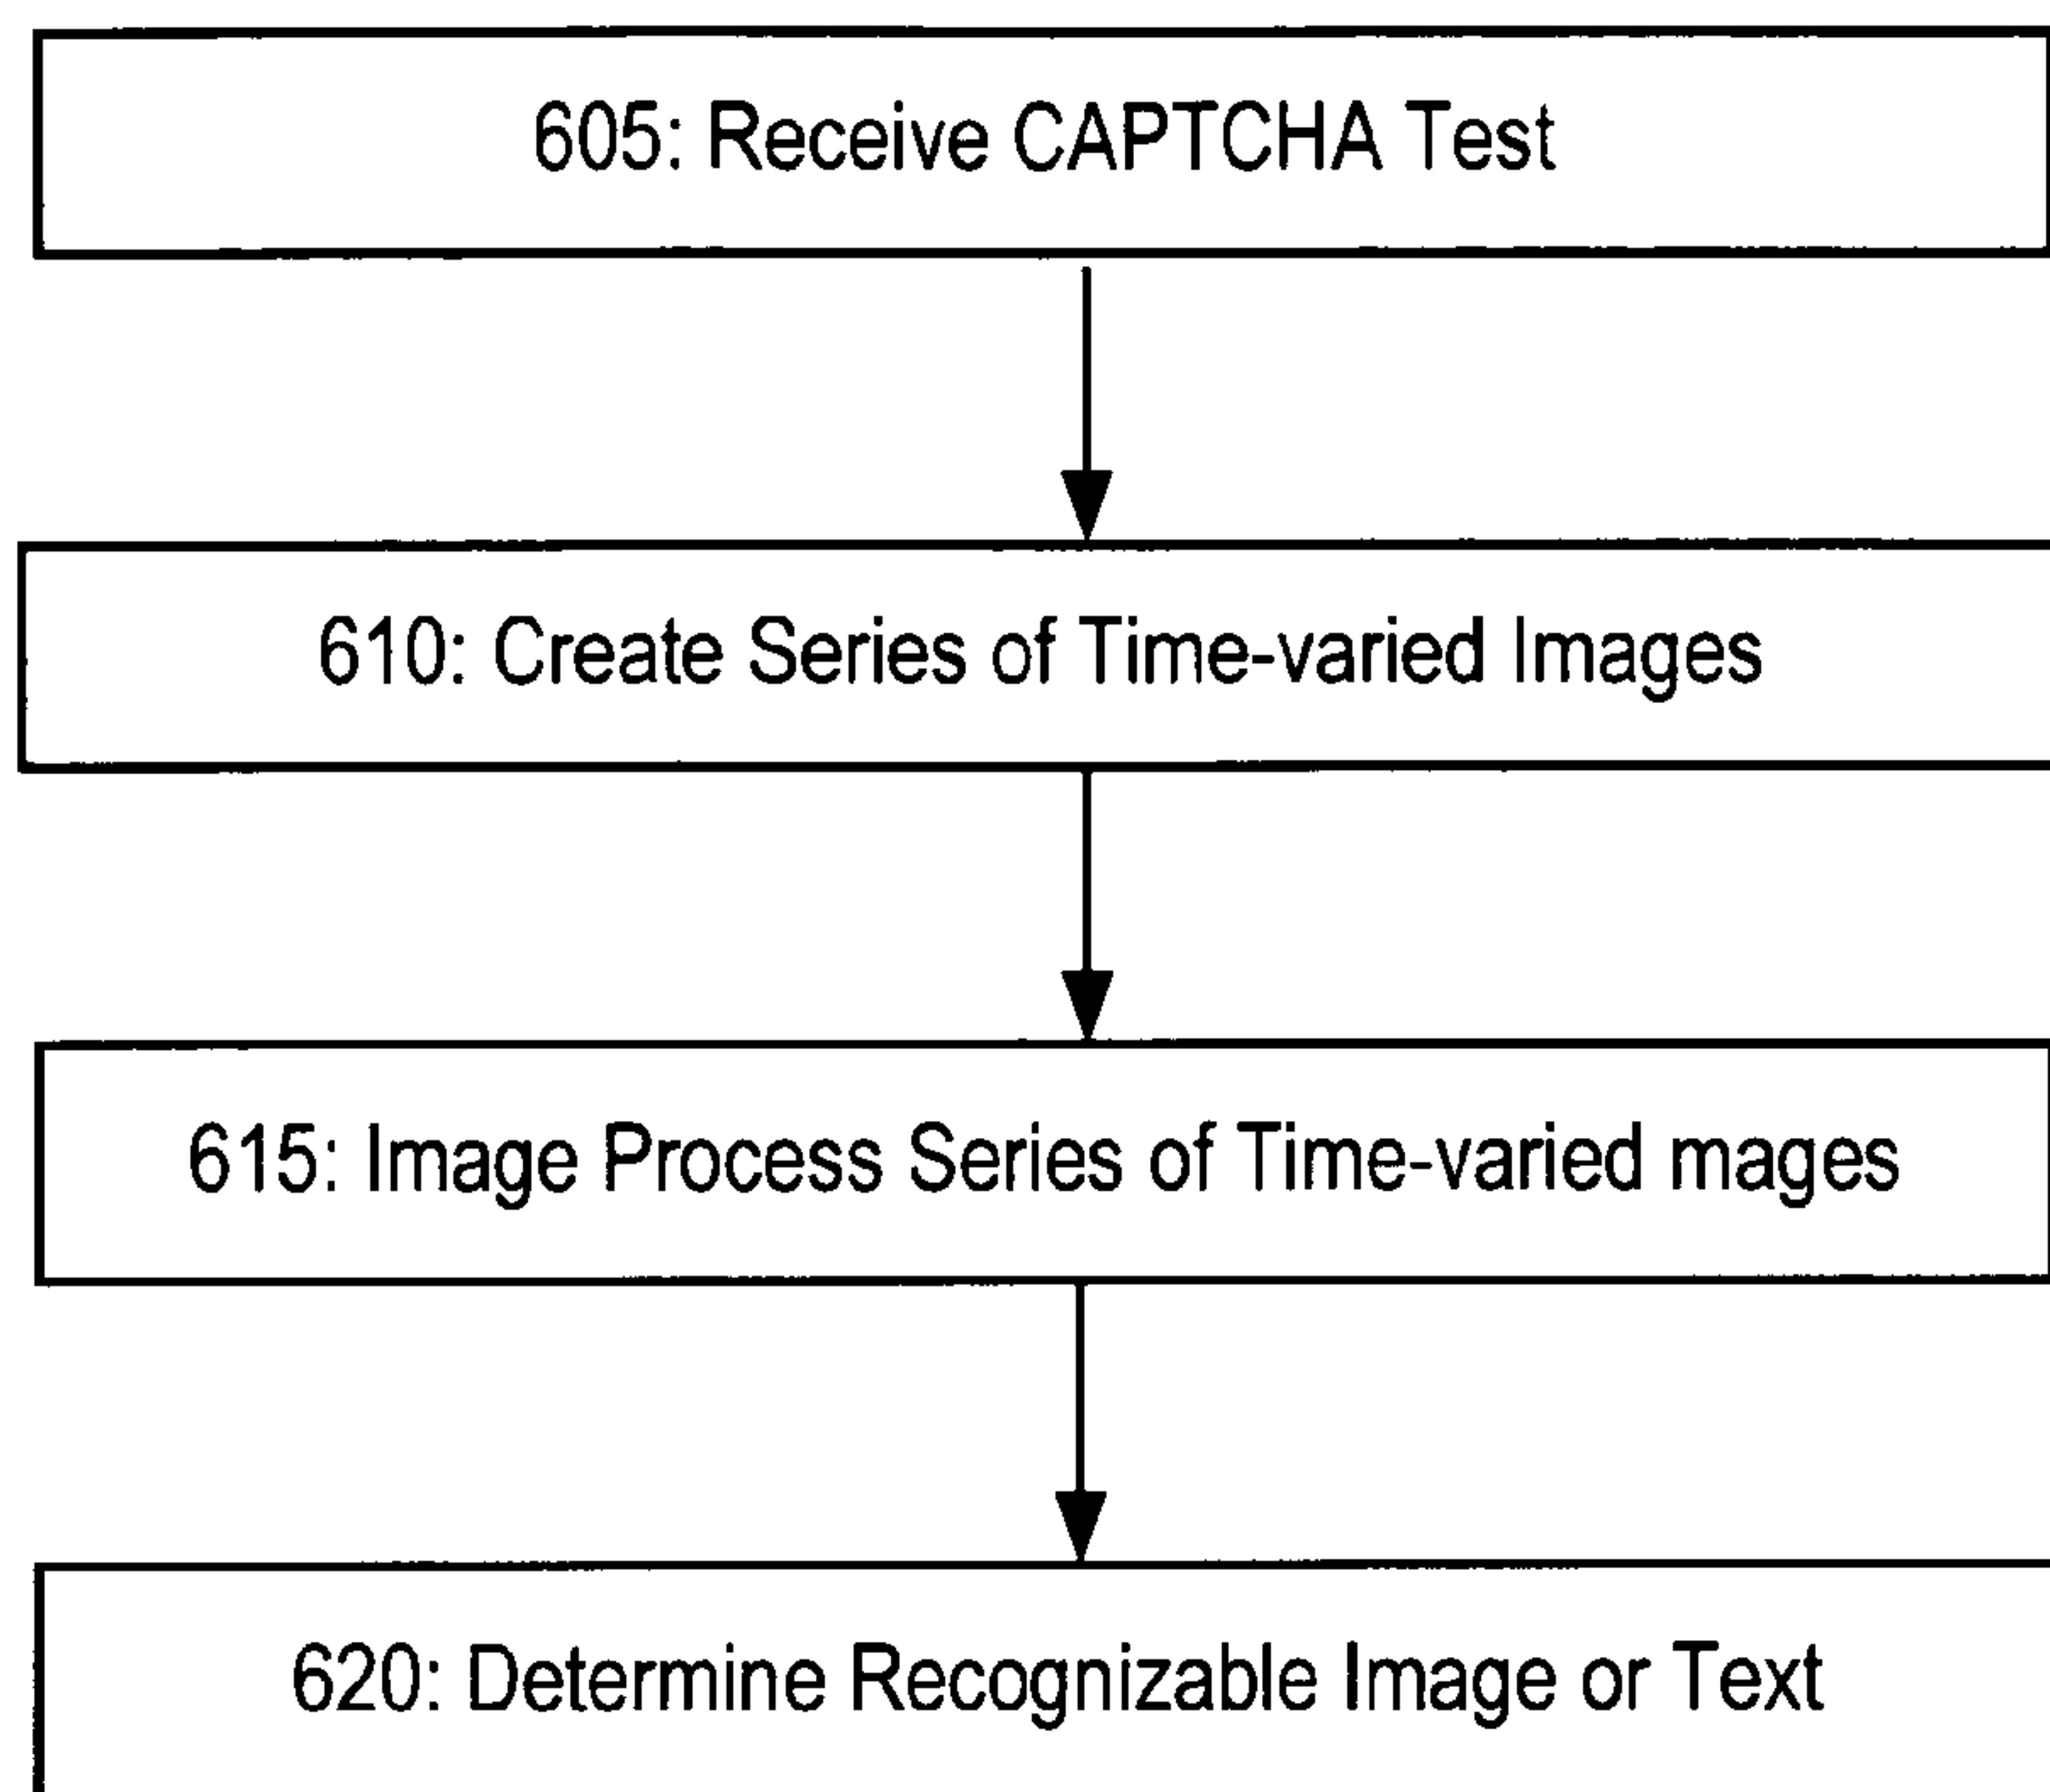 605: Receive CAPTCHA Test
610: Create Series of Time-varied Images
615: Image Process Series of Time-varied mages
620: Determine Recognizable Image or Text